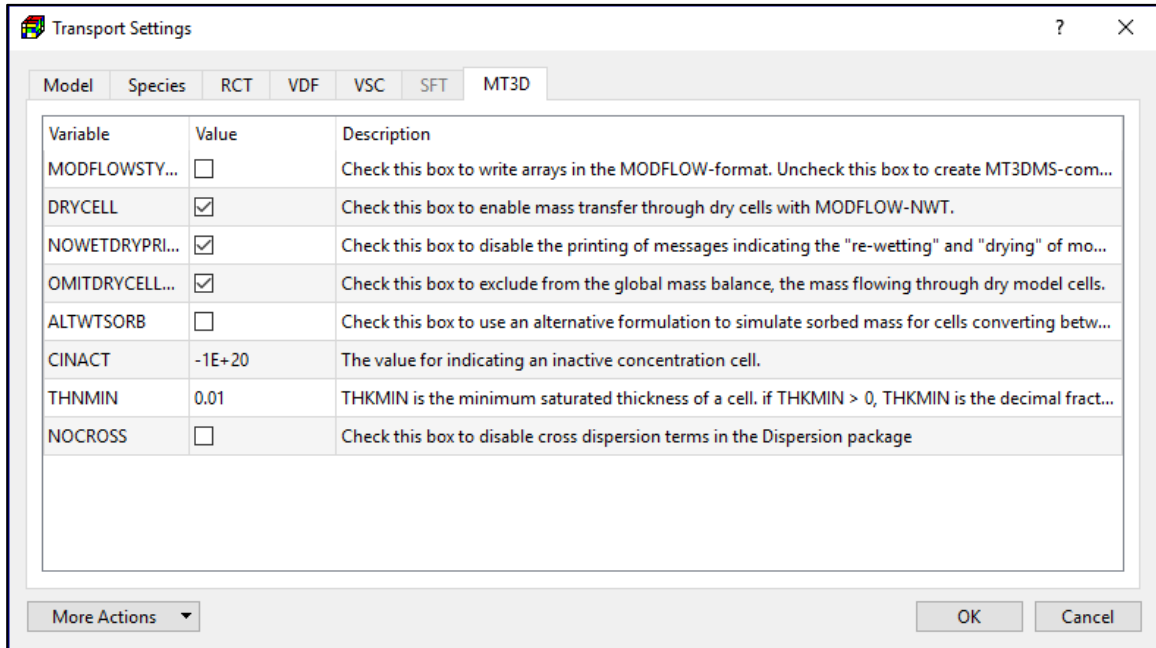 Transport Settings
?
Model Species RCT VDF VSC SFT MT3D
Variable Value Description
MODFLOWSTY... Check this box to write arrays in the MODFLOW-format. Uncheck this box to create MT3DMS-com...
DRYCELL Check this box to enable mass transfer through dry cells with MODFLOW-NWT.
NOWETDRYPRI... Check this box to disable the printing of messages indicating the "re-wetting" and "drying" of mo...
OMITDRYCELL... Check this box to exclude from the global mass balance, the mass flowing through dry model cells.
ALTWTSORB Check this box to use an alternative formulation to simulate sorbed mass for cells converting betw...
CINACT -1E+20 The value for indicating an inactive concentration cell.
THNMIN 0.01 THKMIN is the minimum saturated thickness of a cell. if THKMIN > 0, THKMIN is the decimal fract...
NOCROSS Check this box to disable cross dispersion terms in the Dispersion package
More Actions OK Cancel